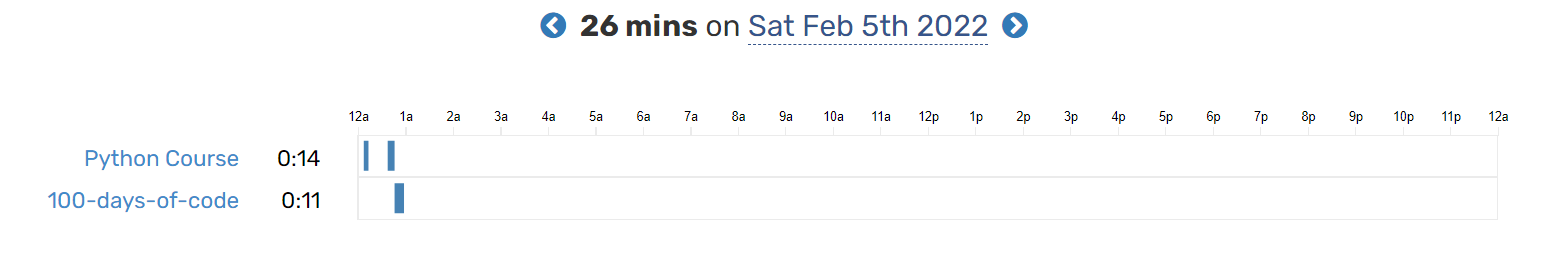 26 mins on Sat Feb 5th 2022
12a 1a 2a 3a 4a 5a 6a 7a 8a 9a 10a 11a 12p 1p 2p 3p 4p 5p 6p 7p 8p 9p 10p 11p 12a
Python Course 0:14
100-days-of-code 0:11